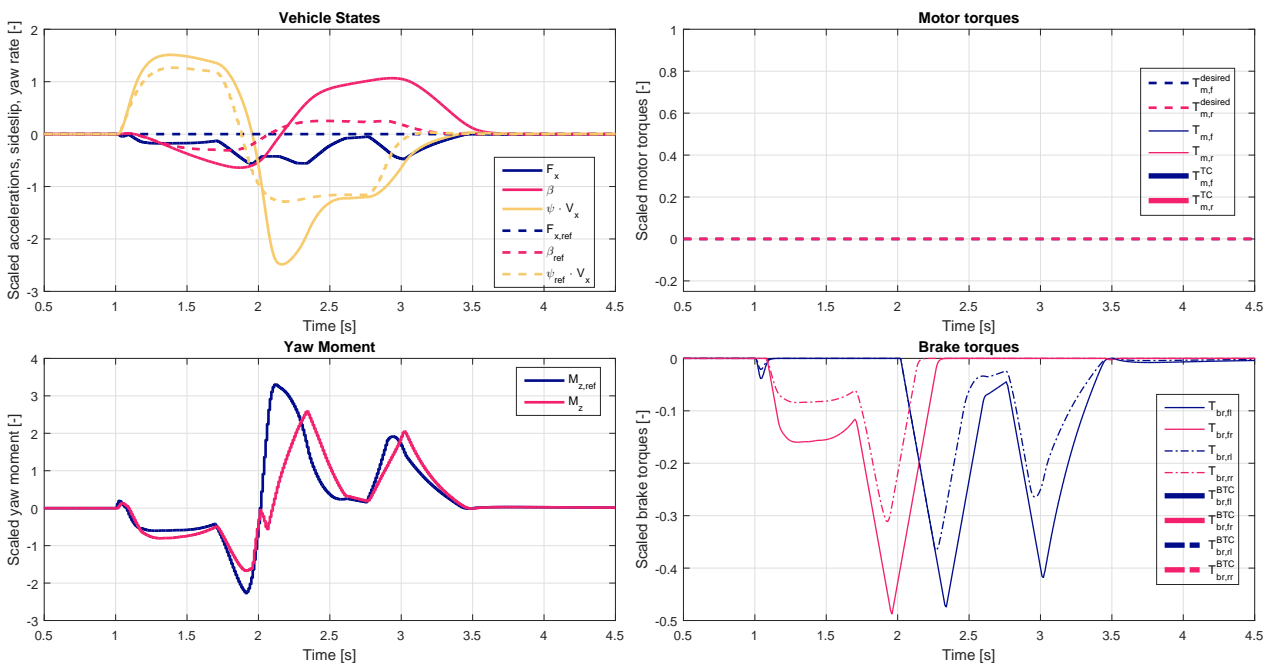 Vehicle States
Scaled accelerations, sideslip, yaw rate [-]
2
1
0
-1
-2
-3
0.5 1 1.5 2 2.5 3 3.5 4 4.5
Time [s]
F_x
β
ψ · V_x
F_x,ref
β_ref
ψ_ref · V_x
Motor torques
Scaled motor torques [-]
1
0.8
0.6
0.4
0.2
0
-0.2
0.5 1 1.5 2 2.5 3 3.5 4 4.5
Time [s]
T_m,f^desired
T_m,r^desired
T_m,f
T_m,r
T_m,f^TC
T_m,r^TC
Yaw Moment
Scaled yaw moment [-]
4
3
2
1
0
-1
-2
-3
0.5 1 1.5 2 2.5 3 3.5 4 4.5
Time [s]
M_z,ref
M_z
Brake torques
Scaled brake torques [-]
0
-0.1
-0.2
-0.3
-0.4
-0.5
0.5 1 1.5 2 2.5 3 3.5 4 4.5
Time [s]
T_br,fl
T_br,fr
T_br,rl
T_br,rr
T_br,fl^BTC
T_br,fr^BTC
T_br,rl^BTC
T_br,rr^BTC